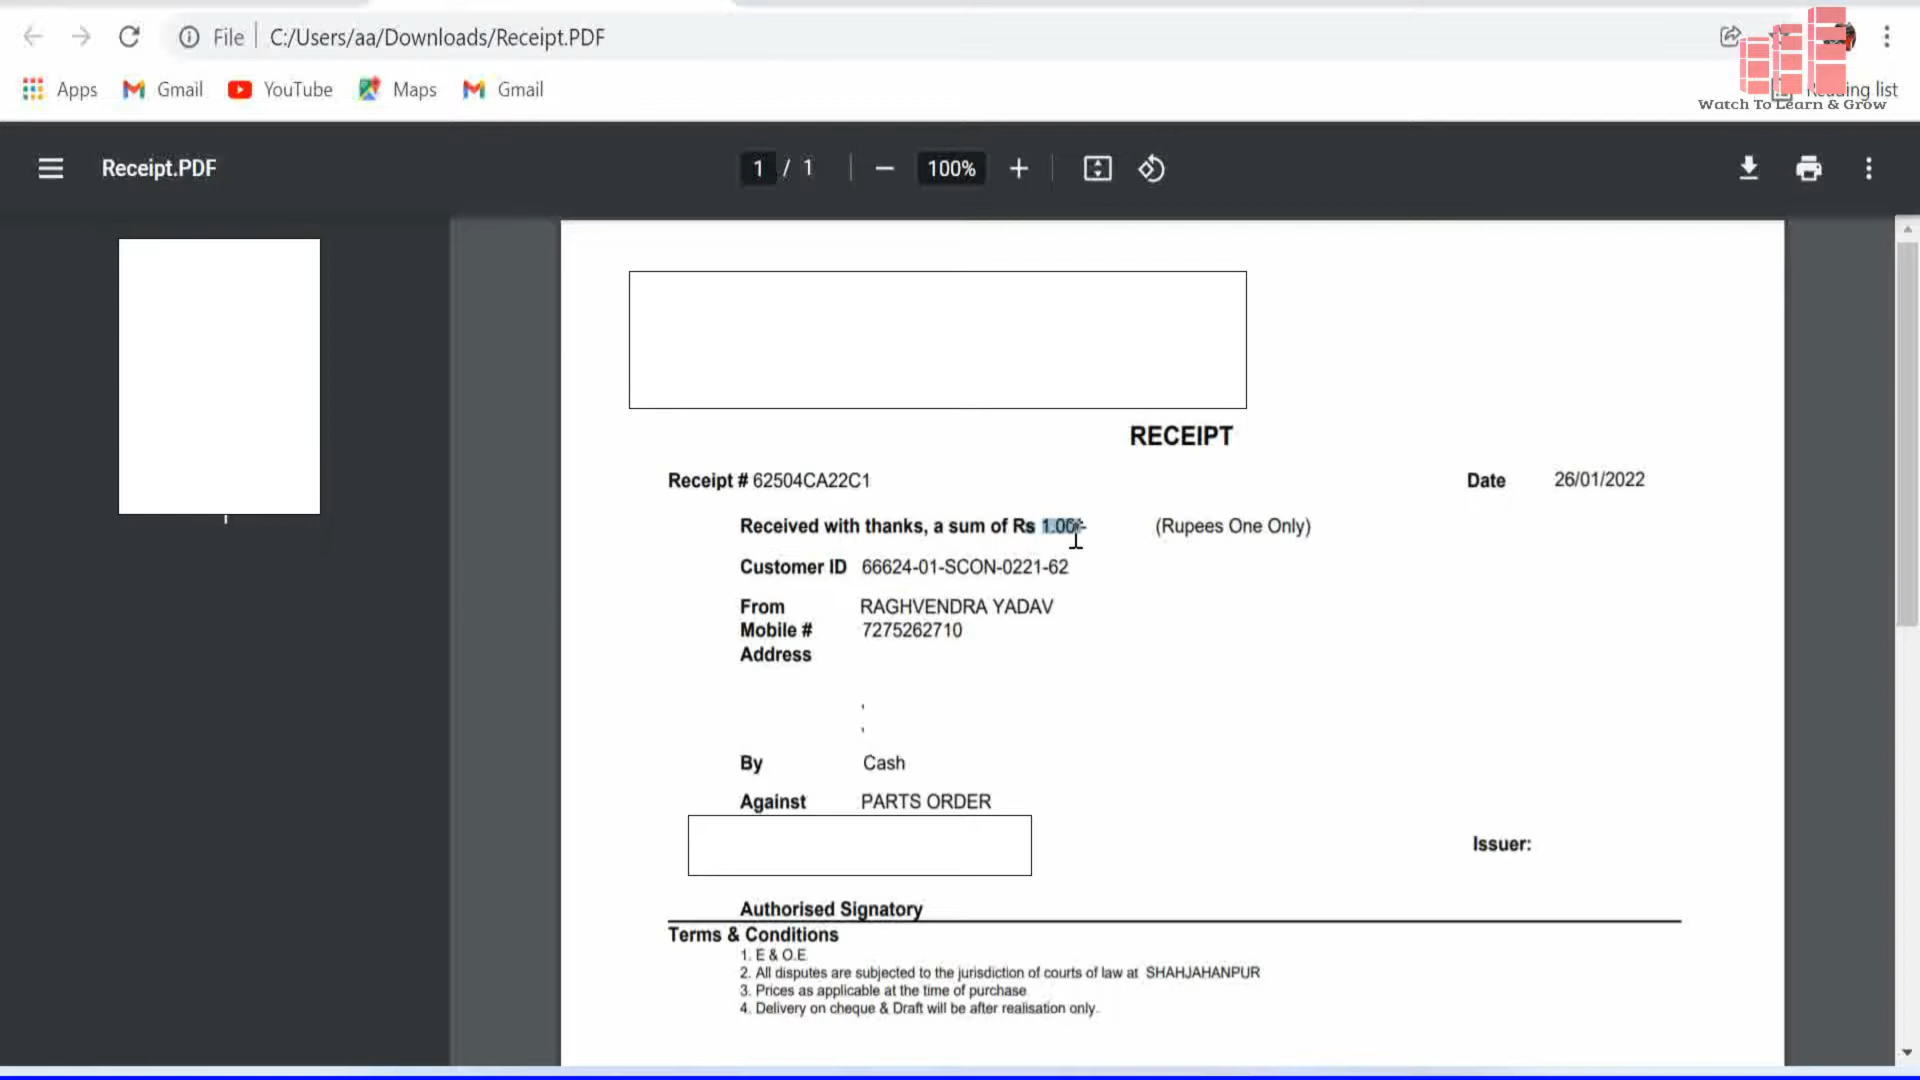 File C:/Users/aa/Downloads/Receipt.PDF
Apps Gmail YouTube Maps Gmail list
Watch To Learn & Grow
Receipt.PDF 1 / 1 100%
RECEIPT
Receipt # 62504CA22C1 Date 26/01/2022
Received with thanks, a sum of Rs 1.00/- (Rupees One Only)
Customer ID 66624-01-SCON-0221-62
From RAGHVENDRA YADAV
Mobile # 7275262710
Address
,
,
By Cash
Against PARTS ORDER
Issuer:
Authorised Signatory
Terms & Conditions
1. E & O.E
2. All disputes are subjected to the jurisdiction of courts of law at SHAHJAHANPUR
3. Prices as applicable at the time of purchase
4. Delivery on cheque & Draft will be after realisation only.